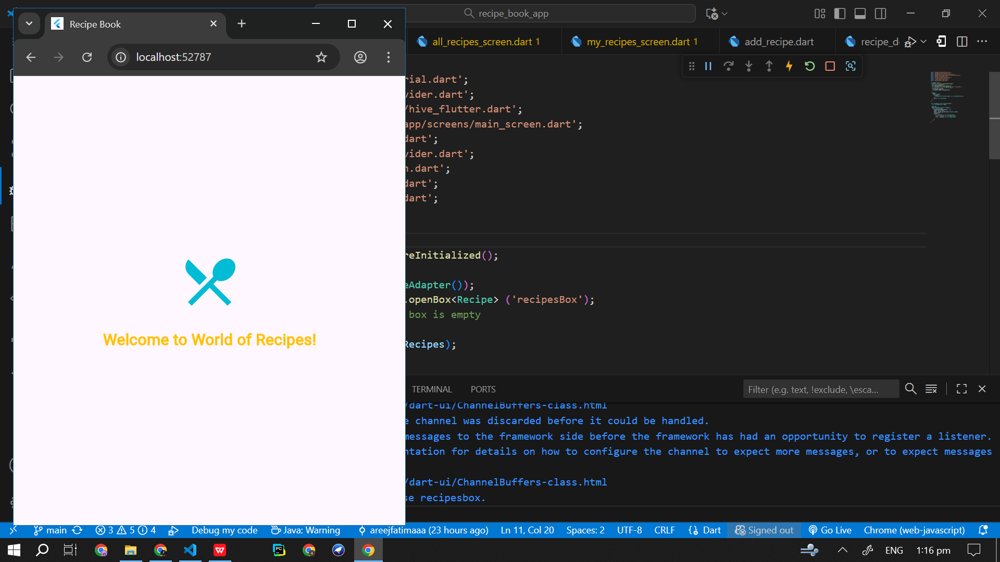 recipe_book_app
Recipe Book
localhost:52787
all_recipes_screen.dart 1
my_recipes_screen.dart 1
add_recipe.dart
recipe_d
rial.dart';
vider.dart';
/hive_flutter.dart';
app/screens/main_screen.dart';
dart';
vider.dart';
n.dart';
dart';
dart';
reInitialized();
eAdapter());
.openBox<Recipe> ('recipesBox');
box is empty
Recipes);
Welcome to World of Recipes!
TERMINAL
PORTS
Filter (e.g. text, !exclude, \esca...
/dart-ui/ChannelBuffers-class.html
e channel was discarded before it could be handled.
messages to the framework side before the framework has had an opportunity to register a listener.
ntation for details on how to configure the channel to expect more messages, or to expect messages
/dart-ui/ChannelBuffers-class.html
se recipesbox.
main
3
5
4
Debug my code
Java: Warning
areejfatimaaa (23 hours ago)
Ln 11, Col 20
Spaces: 2
UTF-8
CRLF
Dart
Signed out
Go Live
Chrome (web-javascript)
ENG
1:16 pm